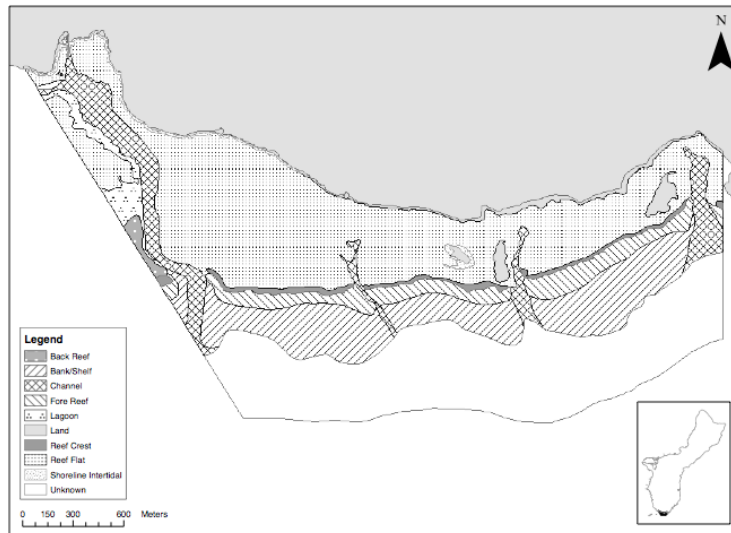 N
Legend
Back Reef
Bank/Shelf
Channel
Fore Reef
Lagoon
Land
Reef Crest
Reef Flat
Shoreline Intertidal
Unknown
0 150 300 600 Meters